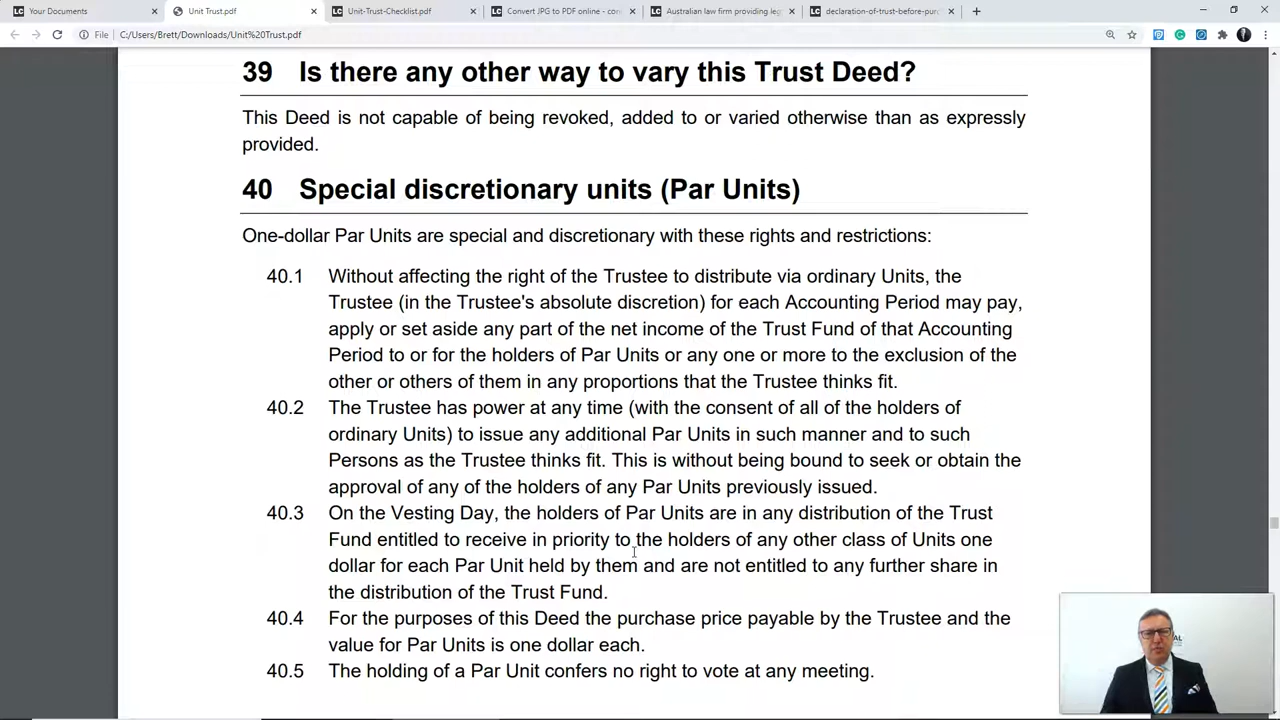 LC Your Documents
Unit Trust.pdf
LC Unit-Trust-Checklist.pdf
LC Convert JPG to PDF online - con
LC Australian law firm providing leg
LC declaration-of-trust-before-pur
File C:/Users/Brett/Downloads/Unit%20Trust.pdf
39 Is there any other way to vary this Trust Deed?
This Deed is not capable of being revoked, added to or varied otherwise than as expressly
provided.
40 Special discretionary units (Par Units)
One-dollar Par Units are special and discretionary with these rights and restrictions:
40.1 Without affecting the right of the Trustee to distribute via ordinary Units, the
Trustee (in the Trustee's absolute discretion) for each Accounting Period may pay,
apply or set aside any part of the net income of the Trust Fund of that Accounting
Period to or for the holders of Par Units or any one or more to the exclusion of the
other or others of them in any proportions that the Trustee thinks fit.
40.2 The Trustee has power at any time (with the consent of all of the holders of
ordinary Units) to issue any additional Par Units in such manner and to such
Persons as the Trustee thinks fit. This is without being bound to seek or obtain the
approval of any of the holders of any Par Units previously issued.
40.3 On the Vesting Day, the holders of Par Units are in any distribution of the Trust
Fund entitled to receive in priority to the holders of any other class of Units one
dollar for each Par Unit held by them and are not entitled to any further share in
the distribution of the Trust Fund.
40.4 For the purposes of this Deed the purchase price payable by the Trustee and the
value for Par Units is one dollar each.
40.5 The holding of a Par Unit confers no right to vote at any meeting.